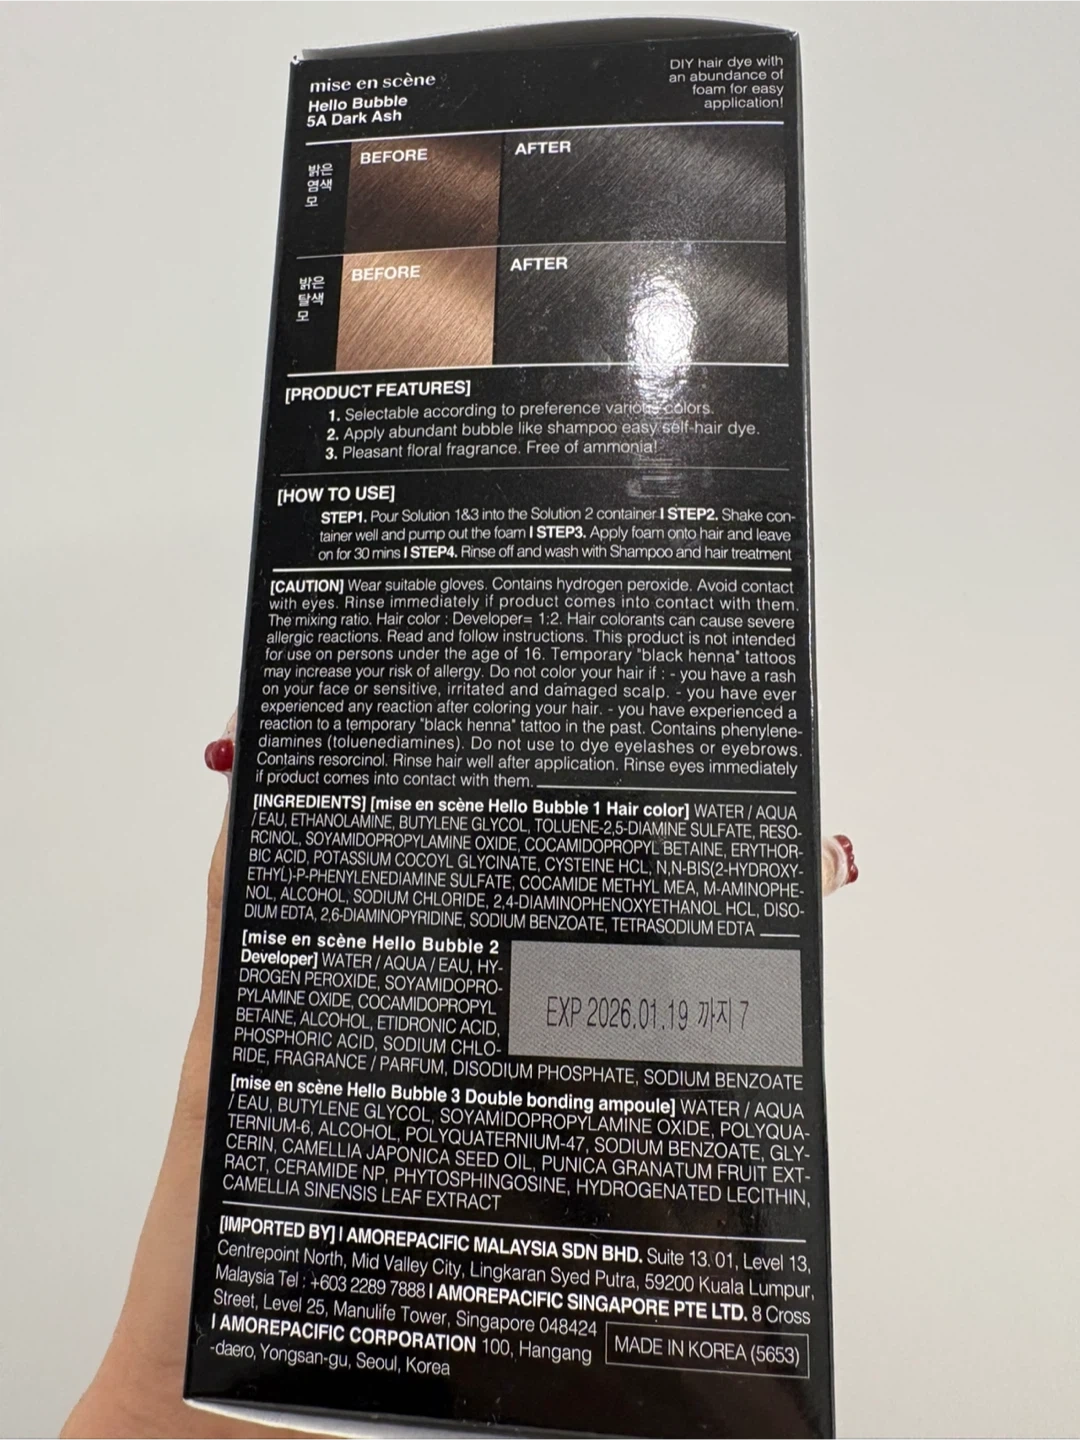 mise en scène
Hello Bubble
5A Dark Ash
DIY hair dye with
an abundance of
foam for easy
application!
밝은
염색
모
BEFORE
AFTER
밝은
탈색
모
BEFORE
AFTER
[PRODUCT FEATURES]
1. Selectable according to preference various colors.
2. Apply abundant bubble like shampoo easy self-hair dye.
3. Pleasant floral fragrance. Free of ammonia!
[HOW TO USE]
STEP1. Pour Solution 1&3 into the Solution 2 container I STEP2. Shake con-
tainer well and pump out the foam I STEP3. Apply foam onto hair and leave
on for 30 mins I STEP4. Rinse off and wash with Shampoo and hair treatment
[CAUTION] Wear suitable gloves. Contains hydrogen peroxide. Avoid contact
with eyes. Rinse immediately if product comes into contact with them.
The mixing ratio. Hair color : Developer= 1:2. Hair colorants can cause severe
allergic reactions. Read and follow instructions. This product is not intended
for use on persons under the age of 16. Temporary "black henna" tattoos
may increase your risk of allergy. Do not color your hair if : - you have a rash
on your face or sensitive, irritated and damaged scalp. - you have ever
experienced any reaction after coloring your hair. - you have experienced a
reaction to a temporary "black henna" tattoo in the past. Contains phenylene-
diamines (toluenediamines). Do not use to dye eyelashes or eyebrows.
Contains resorcinol. Rinse hair well after application. Rinse eyes immediately
if product comes into contact with them.
[INGREDIENTS] [mise en scène Hello Bubble 1 Hair color] WATER / AQUA
/ EAU, ETHANOLAMINE, BUTYLENE GLYCOL, TOLUENE-2,5-DIAMINE SULFATE, RESO-
RCINOL, SOYAMIDOPROPYLAMINE OXIDE, COCAMIDOPROPYL BETAINE, ERYTHOR-
BIC ACID, POTASSIUM COCOYL GLYCINATE, CYSTEINE HCL, N,N-BIS(2-HYDROXY-
ETHYL)-P-PHENYLENEDIAMINE SULFATE, COCAMIDE METHYL MEA, M-AMINOPHE-
NOL, ALCOHOL, SODIUM CHLORIDE, 2,4-DIAMINOPHENOXYETHANOL HCL, DISO-
DIUM EDTA, 2,6-DIAMINOPYRIDINE, SODIUM BENZOATE, TETRASODIUM EDTA
[mise en scène Hello Bubble 2
Developer] WATER / AQUA / EAU, HY-
DROGEN PEROXIDE, SOYAMIDOPRO-
PYLAMINE OXIDE, COCAMIDOPROPYL
BETAINE, ALCOHOL, ETIDRONIC ACID,
PHOSPHORIC ACID, SODIUM CHLO-
RIDE, FRAGRANCE / PARFUM, DISODIUM PHOSPHATE, SODIUM BENZOATE
EXP 2026.01.19 까지 7
[mise en scène Hello Bubble 3 Double bonding ampoule] WATER / AQUA
/ EAU, BUTYLENE GLYCOL, SOYAMIDOPROPYLAMINE OXIDE, POLYQUA-
TERNIUM-6, ALCOHOL, POLYQUATERNIUM-47, SODIUM BENZOATE, GLY-
CERIN, CAMELLIA JAPONICA SEED OIL, PUNICA GRANATUM FRUIT EXT-
RACT, CERAMIDE NP, PHYTOSPHINGOSINE, HYDROGENATED LECITHIN,
CAMELLIA SINENSIS LEAF EXTRACT
[IMPORTED BY] I AMOREPACIFIC MALAYSIA SDN BHD. Suite 13. 01, Level 13,
Centrepoint North, Mid Valley City, Lingkaran Syed Putra, 59200 Kuala Lumpur,
Malaysia Tel : +603 2289 7888 I AMOREPACIFIC SINGAPORE PTE LTD. 8 Cross
Street, Level 25, Manulife Tower, Singapore 048424
I AMOREPACIFIC CORPORATION 100, Hangang
-daero, Yongsan-gu, Seoul, Korea
MADE IN KOREA (5653)